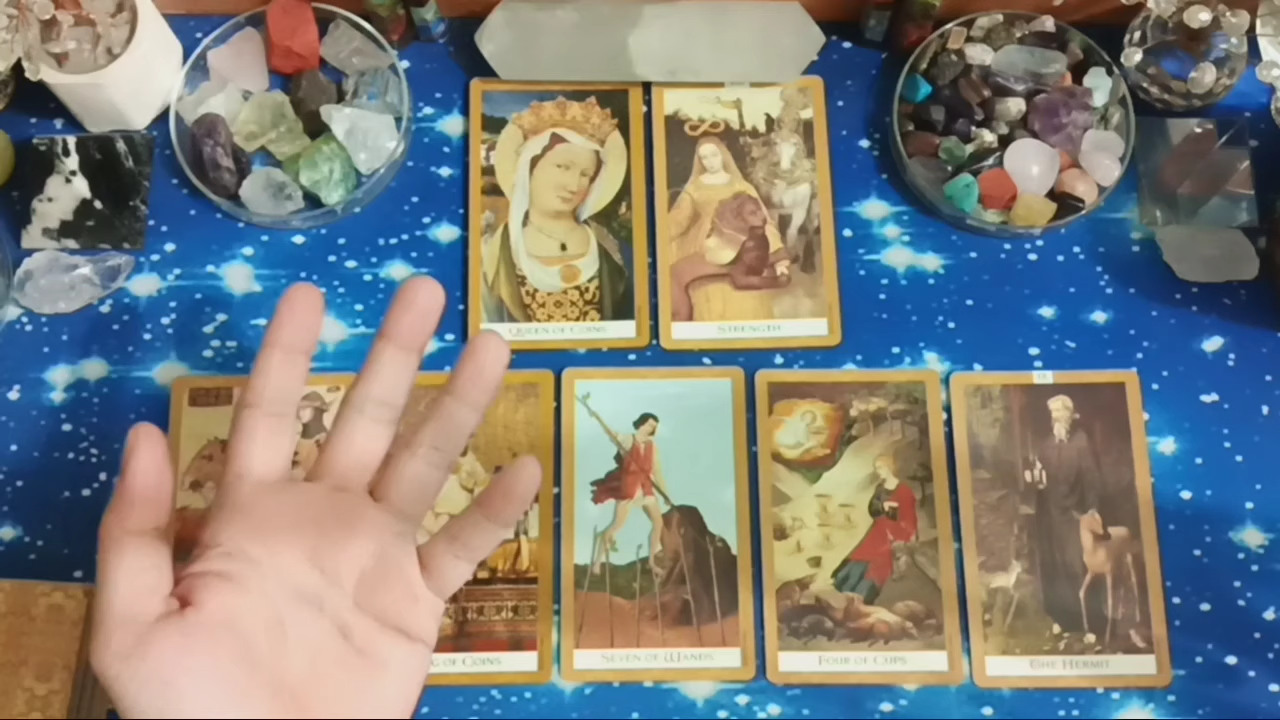 Queen of Coins
Strength
g of Coins
Seven of Wands
Four of Cups
The Hermit